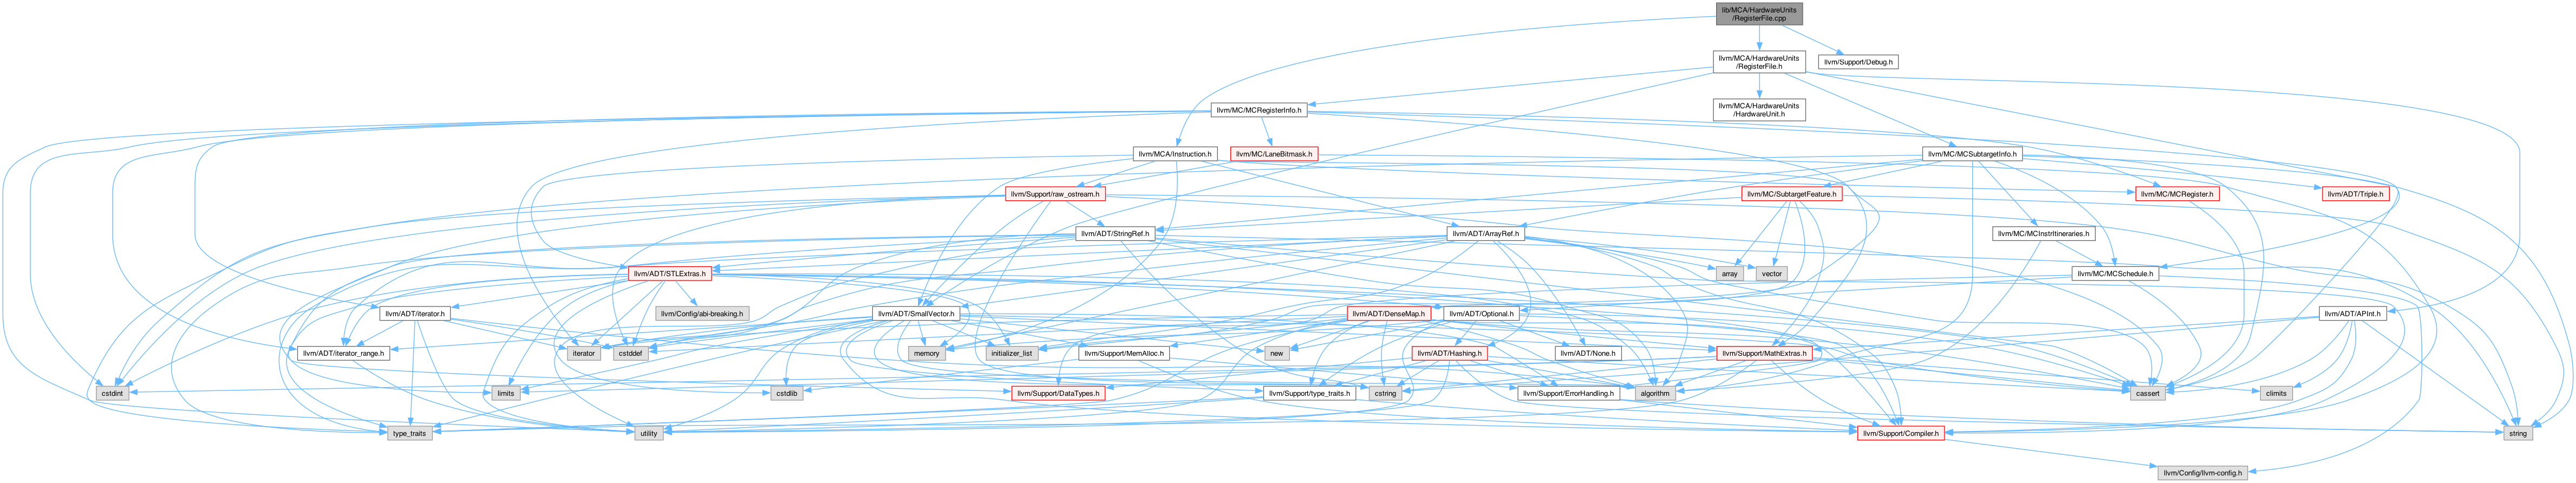 lib/MCA/HardwareUnits
/RegisterFile.cpp
llvm/MCA/HardwareUnits
/RegisterFile.h
llvm/Support/Debug.h
llvm/MC/MCRegisterInfo.h
llvm/MCA/HardwareUnits
/HardwareUnit.h
llvm/MCA/Instruction.h
llvm/MC/LaneBitmask.h
llvm/MC/MCSubtargetInfo.h
llvm/Support/raw_ostream.h
llvm/MC/SubtargetFeature.h
llvm/MC/MCRegister.h
llvm/ADT/Triple.h
llvm/ADT/StringRef.h
llvm/ADT/ArrayRef.h
llvm/MC/MCInstrItineraries.h
llvm/ADT/STLExtras.h
array
vector
llvm/MC/MCSchedule.h
llvm/ADT/iterator.h
llvm/Config/abi-breaking.h
llvm/ADT/SmallVector.h
llvm/ADT/DenseMap.h
llvm/ADT/Optional.h
llvm/ADT/APInt.h
llvm/ADT/iterator_range.h
iterator
cstddef
memory
initializer_list
llvm/Support/MemAlloc.h
new
llvm/ADT/Hashing.h
llvm/ADT/None.h
llvm/Support/MathExtras.h
cstdint
limits
cstdlib
llvm/Support/DataTypes.h
llvm/Support/type_traits.h
cstring
llvm/Support/ErrorHandling.h
algorithm
cassert
climits
type_traits
utility
llvm/Support/Compiler.h
string
llvm/Config/llvm-config.h